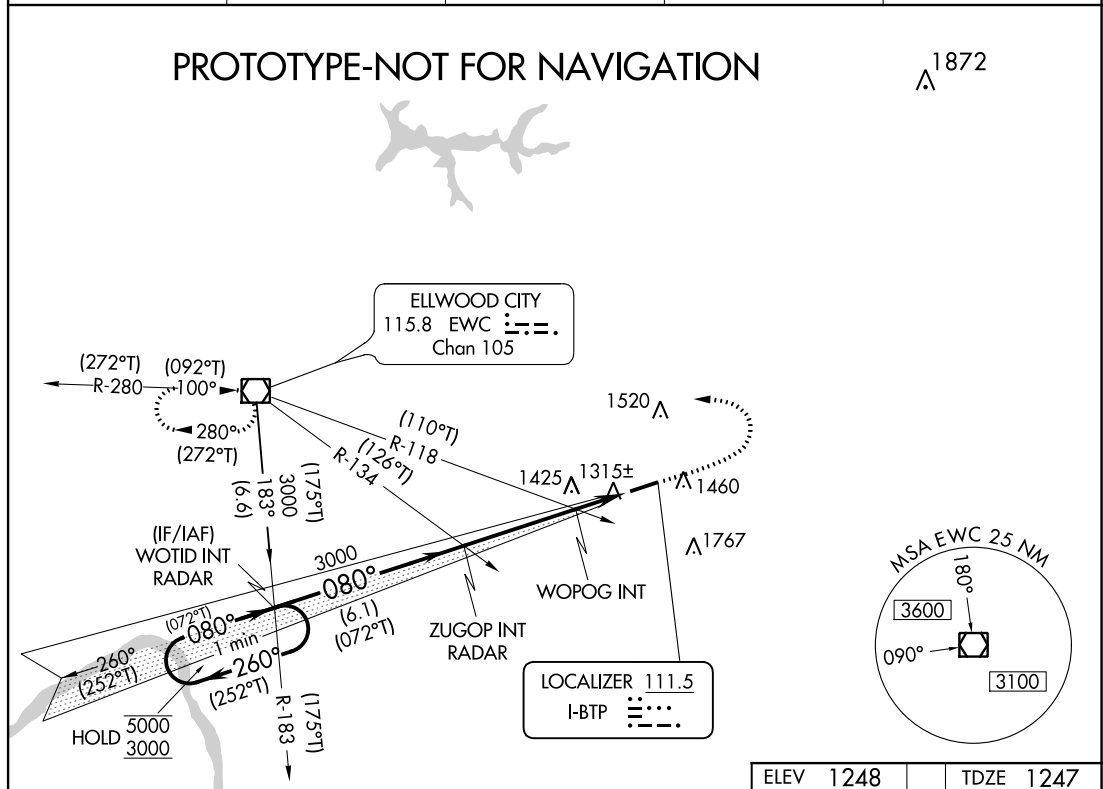 PROTOTYPE-NOT FOR NAVIGATION
1872
ELLWOOD CITY
115.8 EWC
Chan 105
(272°T) (092°T)
R-280 100°
280°
(272°T)
(110°T)
R-118
(126°T)
R-134
1520
1425 1315±
1460
1767
(175°T)
3000
183°
(6.6)
(IF/IAF)
WOTID INT
RADAR
3000
080°
(6.1)
(072°T)
(072°T)
080°
1 min
260°
(252°T)
260°
(252°T)
HOLD 5000
3000
R-183
(175°T)
ZUGOP INT
RADAR
WOPOG INT
LOCALIZER 111.5
I-BTP
MSA EWC 25 NM
180°
3600
090°
3100
ELEV 1248 TDZE 1247